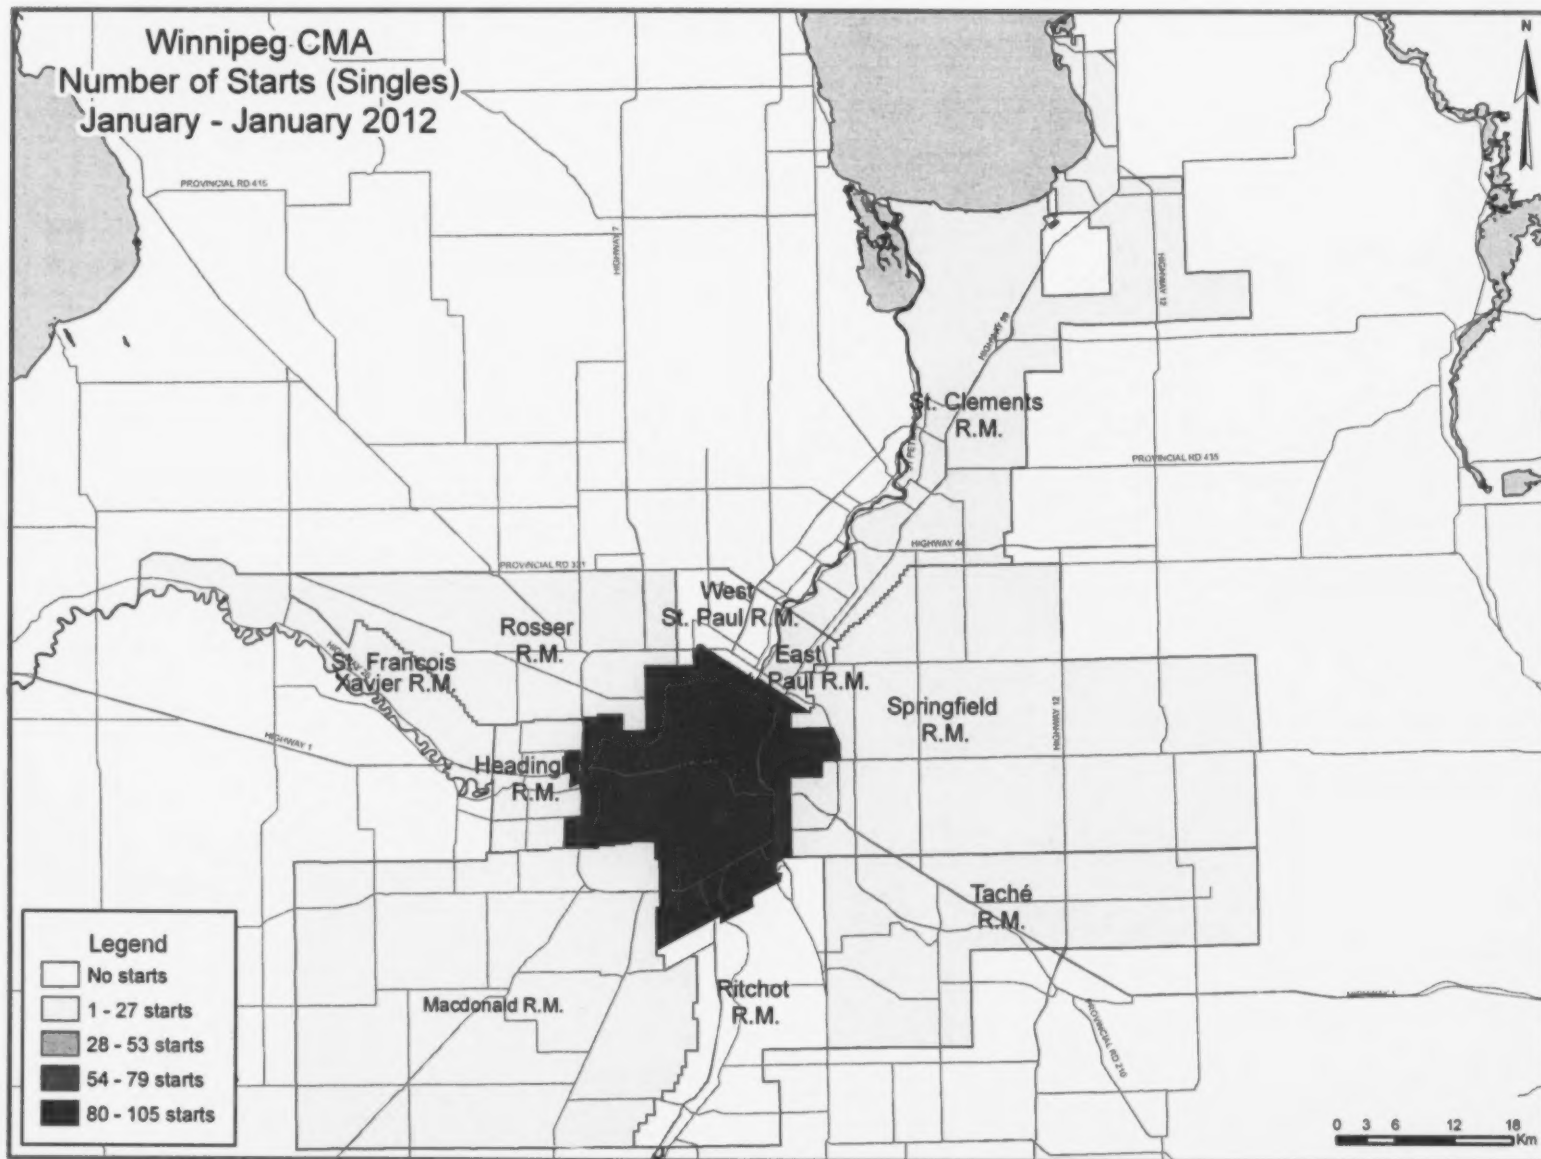 Winnipeg CMA
Number of Starts (Singles)
January - January 2012
N
PROVINCIAL RD 415
HIGHWAY 7
HIGHWAY 12
HIGHWAY 59
St. Clements
R.M.
PROVINCIAL RD 435
HIGHWAY 44
PROVINCIAL RD 321
West
St. Paul R.M.
Rosser
R.M.
St. Francois
Xavier R.M.
East
Paul R.M.
Springfield
R.M.
HIGHWAY 12
HIGHWAY 1
Headingl
R.M.
Taché
R.M.
Macdonald R.M.
Ritchot
R.M.
HIGHWAY 1
PROVINCIAL RD 210
Legend
No starts
1 - 27 starts
28 - 53 starts
54 - 79 starts
80 - 105 starts
0 3 6 12 18
Km